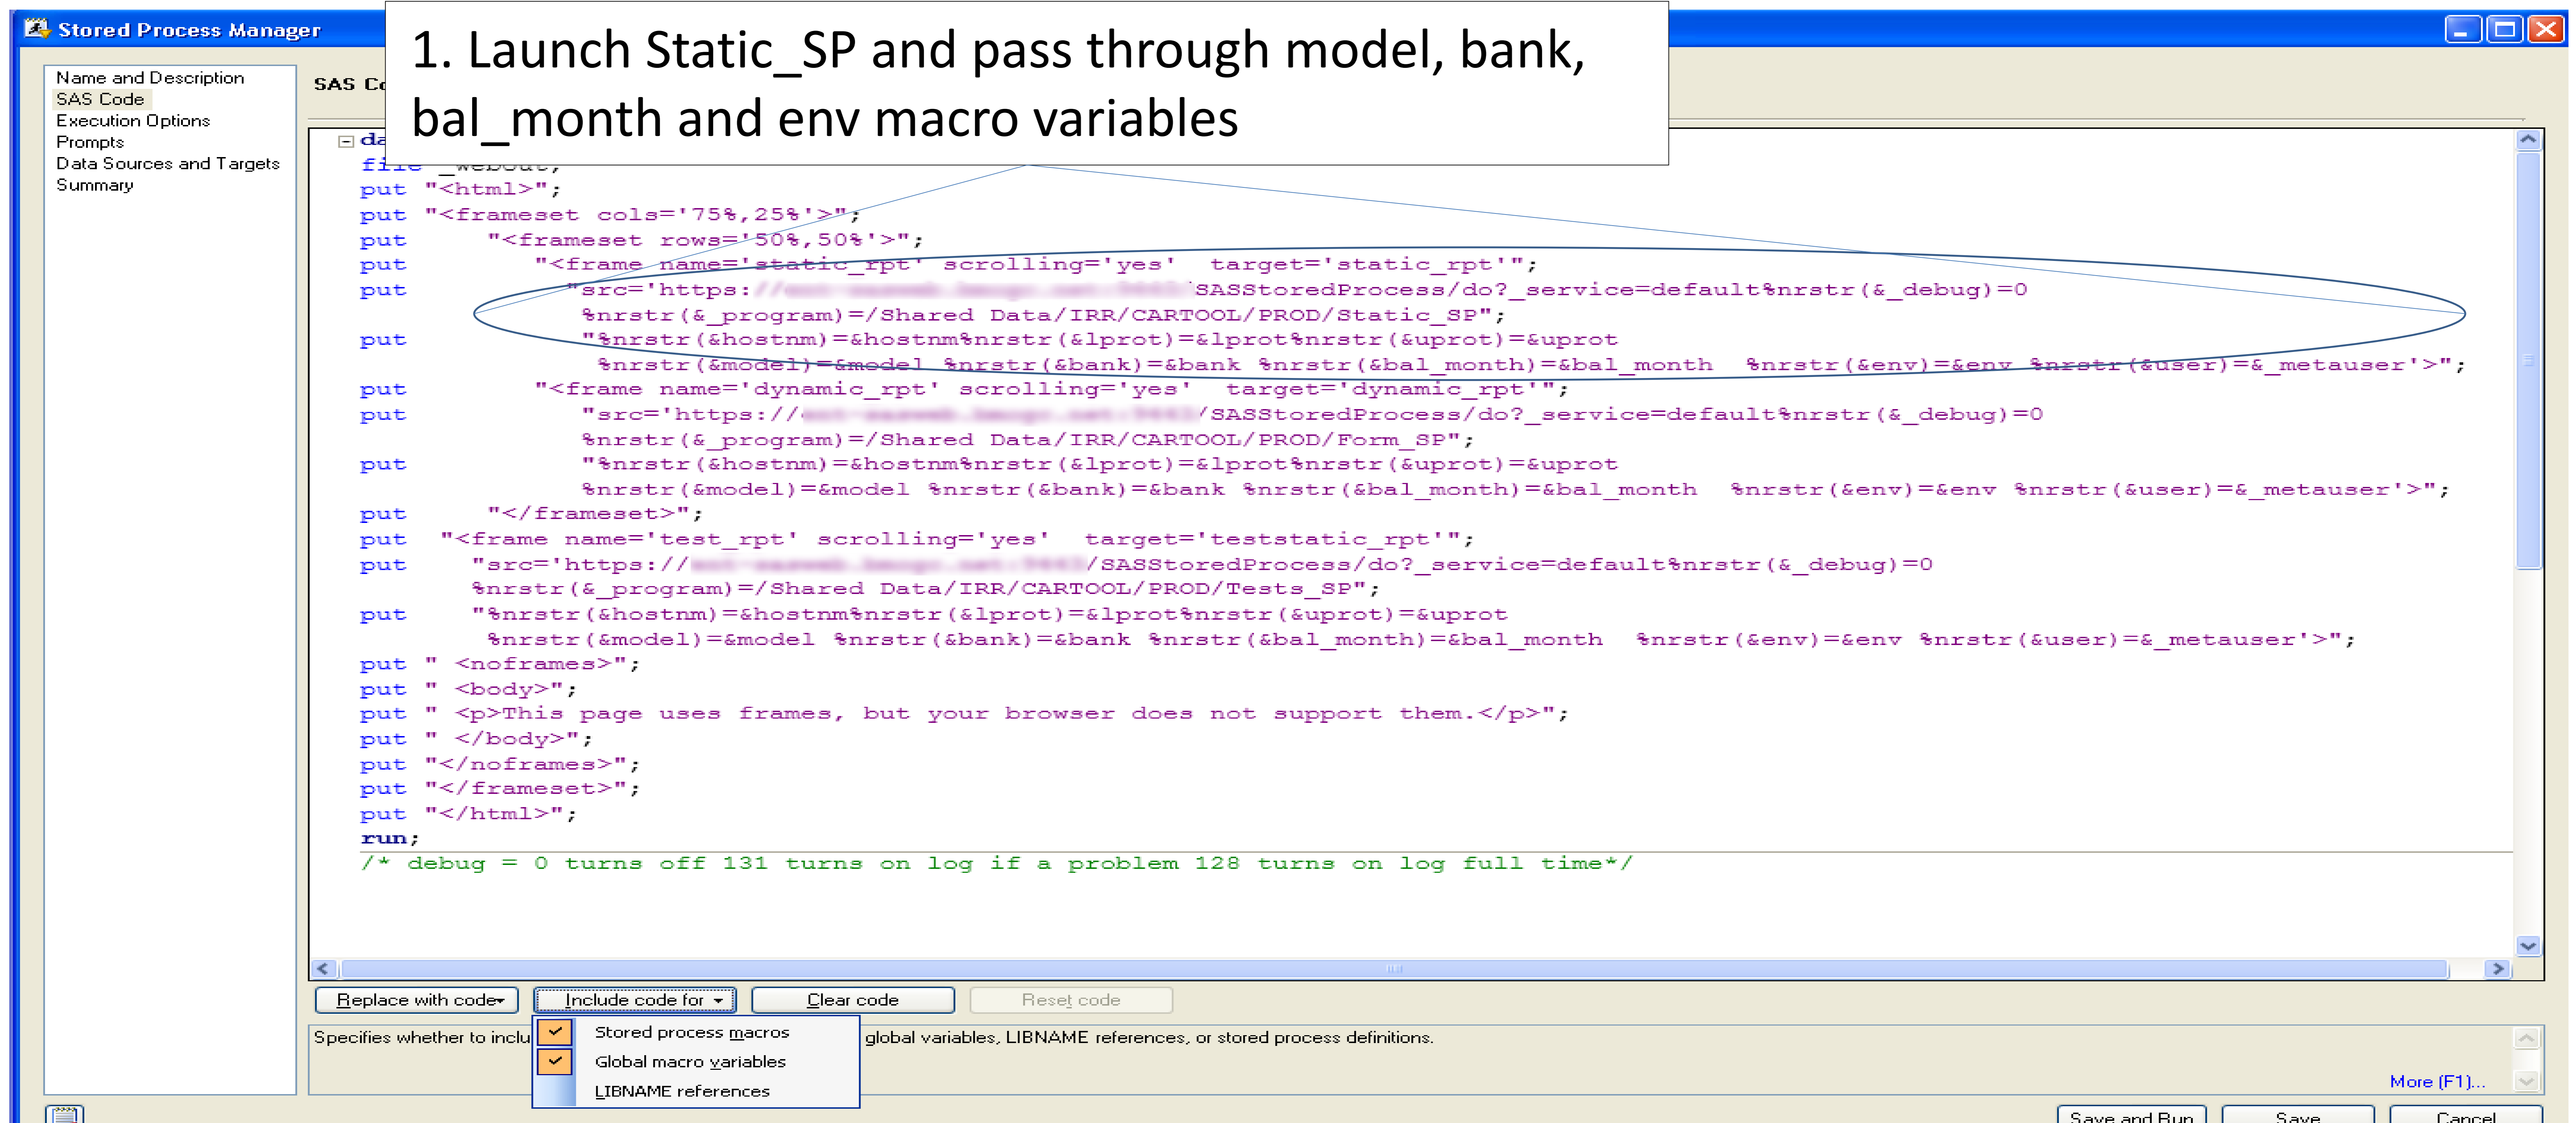 Stored Process Manager
1. Launch Static_SP and pass through model, bank,
bal_month and env macro variables
Name and Description
SAS Code
Execution Options
Prompts
Data Sources and Targets
Summary
SAS
file _webout;
put "<html>";
put "<frameset cols='75%,25%'>";
put "<frameset rows='50%,50%'>";
put "<frame name='static_rpt' scrolling='yes' target='static_rpt'";
put "src='https:// SASStoredProcess/do?_service=default%nrstr(&_debug)=0
%nrstr(&_program)=/Shared Data/IRR/CARTOOL/PROD/Static_SP";
put "%nrstr(&hostnm)=&hostnm%nrstr(&lprot)=&lprot%nrstr(&uprot)=&uprot
%nrstr(&model)=&model %nrstr(&bank)=&bank %nrstr(&bal_month)=&bal_month %nrstr(&env)=&env %nrstr(&user)=&_metauser'>";
put "<frame name='dynamic_rpt' scrolling='yes' target='dynamic_rpt'";
put "src='https:// /SASStoredProcess/do?_service=default%nrstr(&_debug)=0
%nrstr(&_program)=/Shared Data/IRR/CARTOOL/PROD/Form_SP";
put "%nrstr(&hostnm)=&hostnm%nrstr(&lprot)=&lprot%nrstr(&uprot)=&uprot
%nrstr(&model)=&model %nrstr(&bank)=&bank %nrstr(&bal_month)=&bal_month %nrstr(&env)=&env %nrstr(&user)=&_metauser'>";
put "</frameset>";
put "<frame name='test_rpt' scrolling='yes' target='teststatic_rpt'";
put "src='https:// /SASStoredProcess/do?_service=default%nrstr(&_debug)=0
%nrstr(&_program)=/Shared Data/IRR/CARTOOL/PROD/Tests_SP";
put "%nrstr(&hostnm)=&hostnm%nrstr(&lprot)=&lprot%nrstr(&uprot)=&uprot
%nrstr(&model)=&model %nrstr(&bank)=&bank %nrstr(&bal_month)=&bal_month %nrstr(&env)=&env %nrstr(&user)=&_metauser'>";
put " <noframes>";
put " <body>";
put " <p>This page uses frames, but your browser does not support them.</p>";
put " </body>";
put "</noframes>";
put "</frameset>";
put "</html>";
run;
/* debug = 0 turns off 131 turns on log if a problem 128 turns on log full time*/
Replace with code Include code for Clear code Reset code
Stored process macros
Global macro variables
LIBNAME references
Specifies whether to inclu global variables, LIBNAME references, or stored process definitions.
More (F1)...
Save and Run Save Cancel